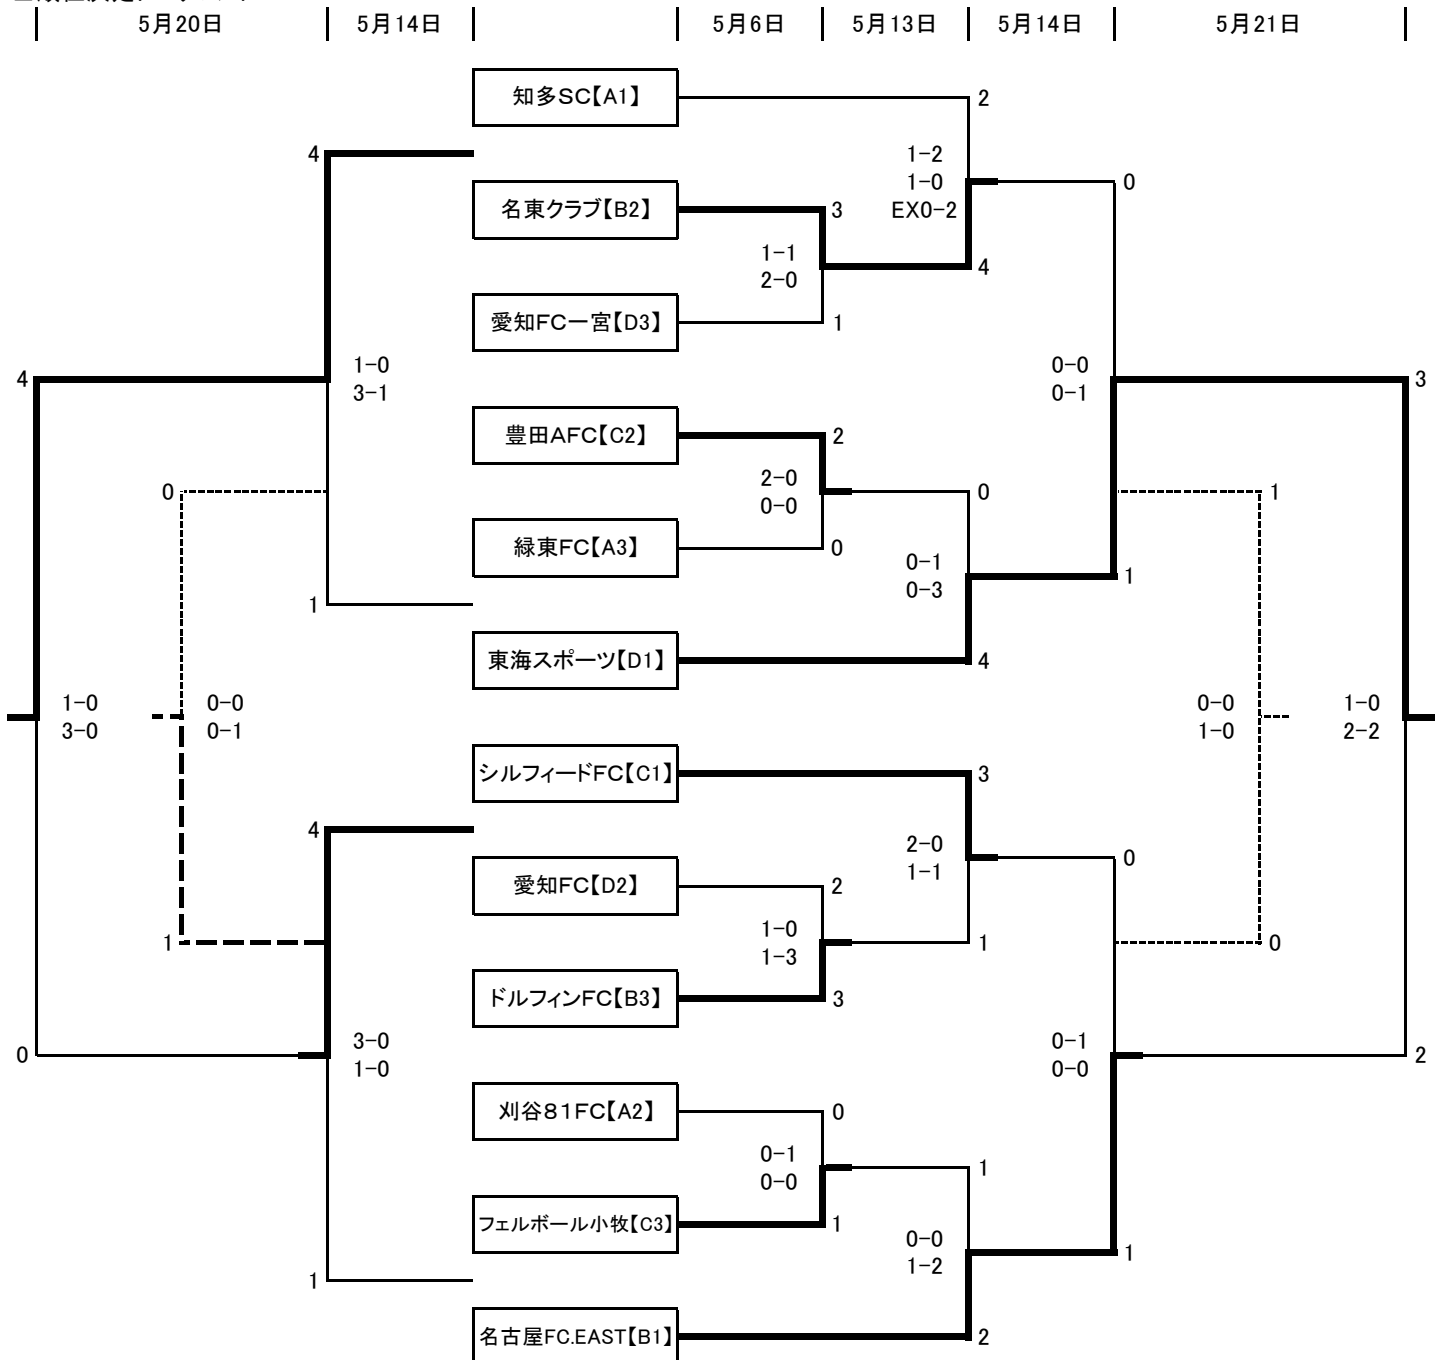 5月20日 5月14日 5月6日 5月13日 5月14日 5月21日
知多SC【A1】 2
4 1-2
1-0 0
名東クラブ【B2】 3 EX0-2
1-1
2-0 4
愛知FC一宮【D3】 1
1-0 0-0
4 3-1 0-1 3
豊田AFC【C2】 2
2-0
0 0-0 0 1
緑東FC【A3】 0
0-1
1 0-3 1
東海スポーツ【D1】 4
1-0 0-0 0-0 1-0
3-0 0-1 1-0 2-2
シルフィードFC【C1】 3
4 2-0
1-1 0
愛知FC【D2】 2
1-0
1 1-3 1 0
ドルフィンFC【B3】 3
3-0 0-1
0 1-0 0-0 2
刈谷81FC【A2】 0
0-1
0-0 1
フェルボール小牧【C3】 1
0-0
1 1-2 1
名古屋FC.EAST【B1】 2